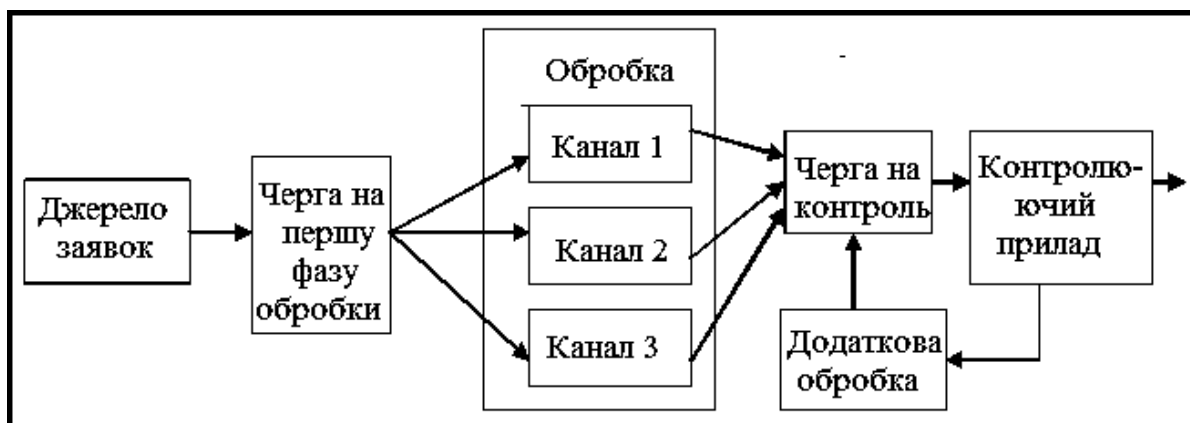 Джерело
заявок
Черга на
першу
фазу
обробки
Обробка
Канал 1
Канал 2
Канал 3
Черга на
контроль
Контролю-
ючий
прилад
Додаткова
обробка